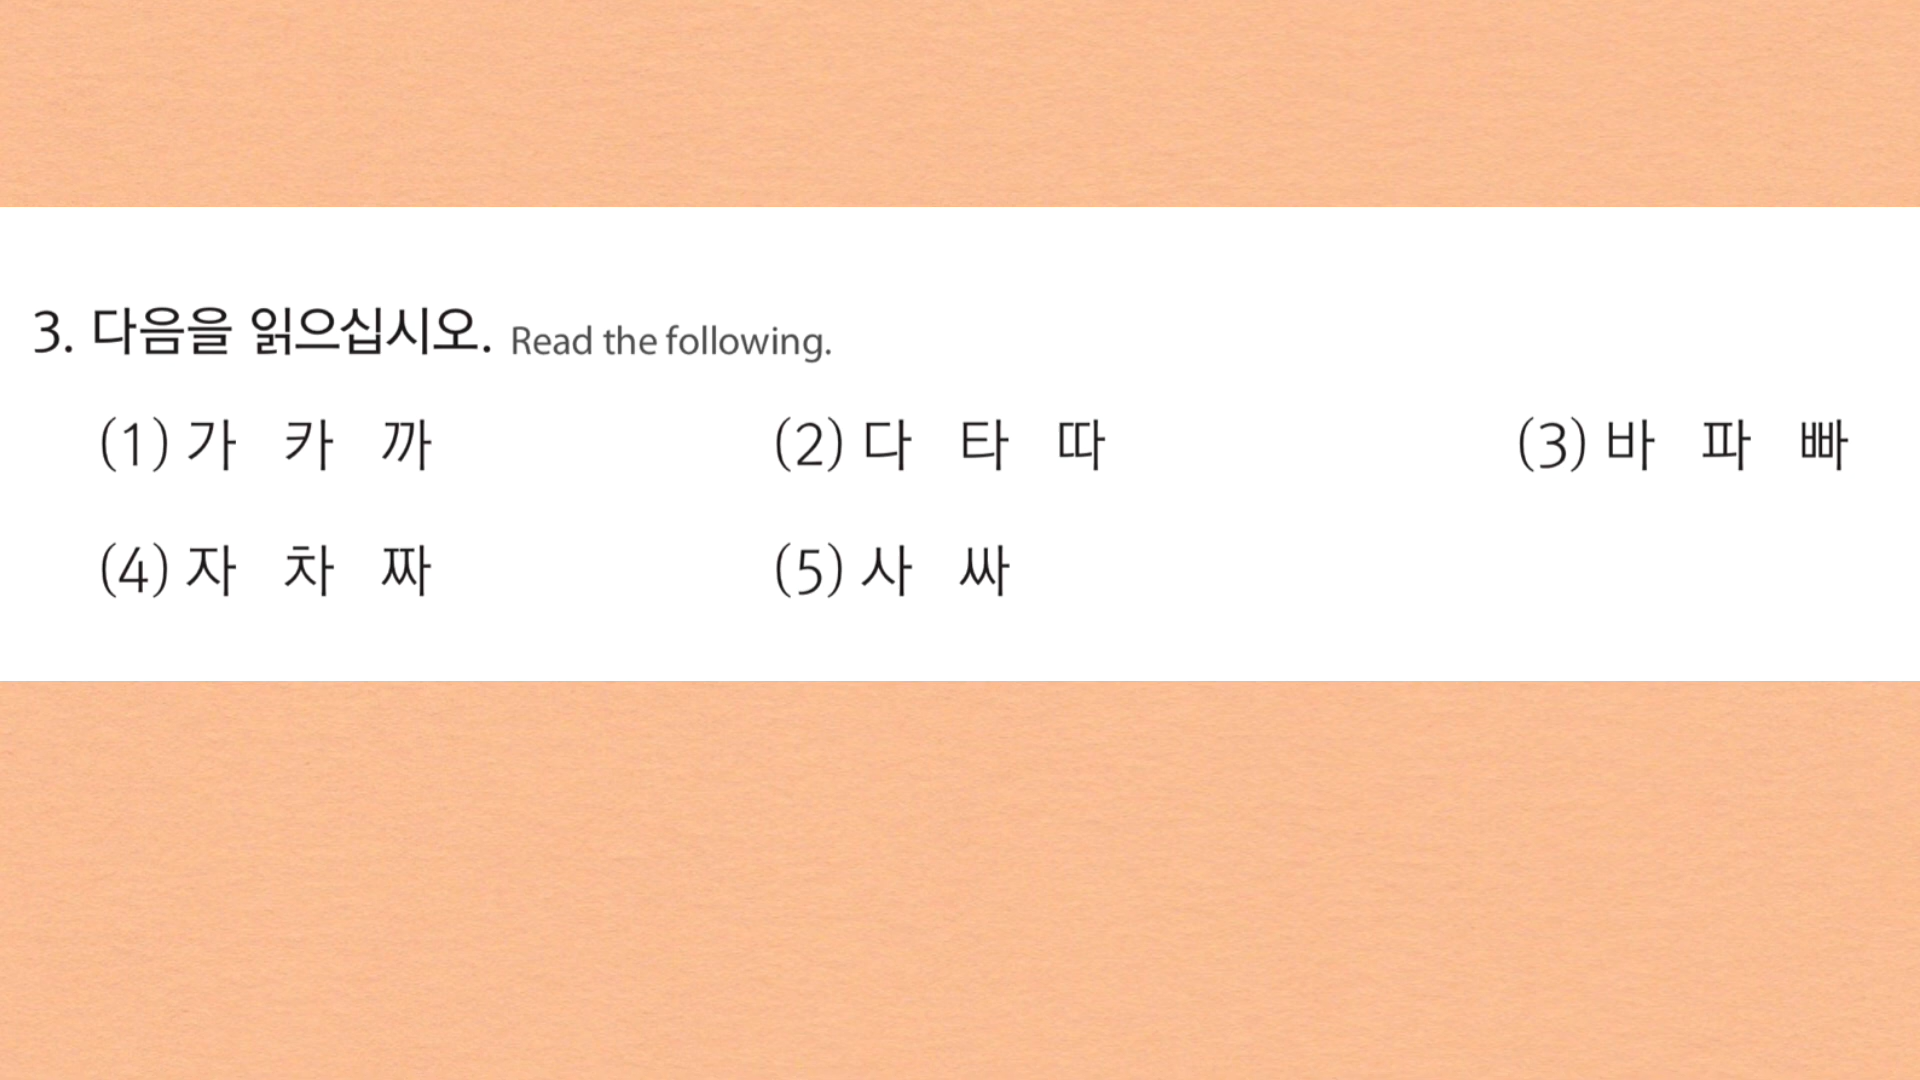 3. 다음을 읽으십시오. Read the following.
(1) 가 카 까 (2) 다 타 따 (3) 바 파 빠
(4) 자 차 짜 (5) 사 싸